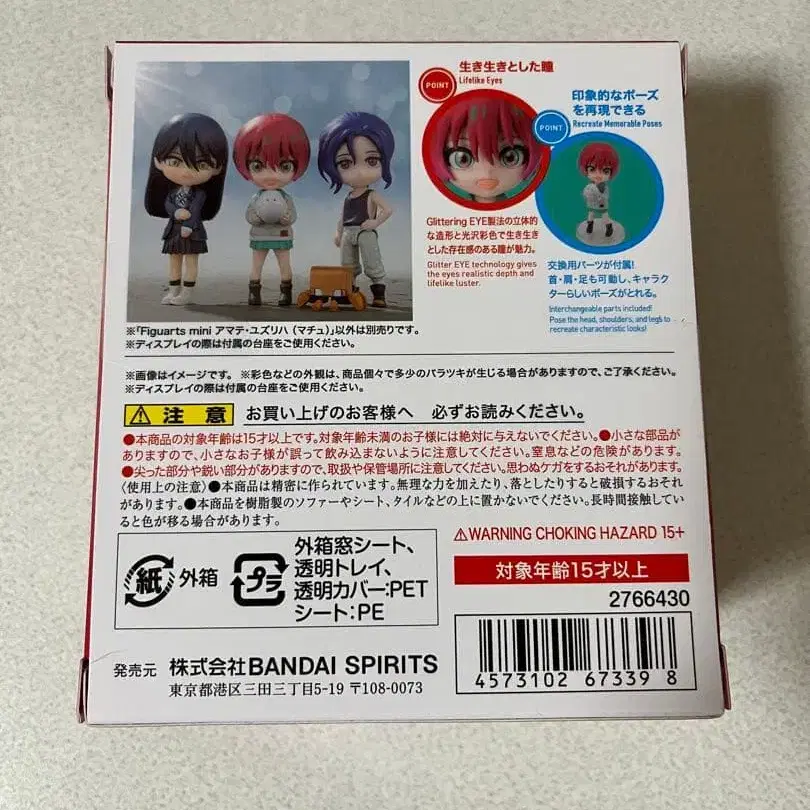 POINT
生き生きとした瞳
Lifelike Eyes
POINT
印象的なポーズ
を再現できる
Recreate Memorable Poses
Glittering EYE製法の立体的
な造形と光沢彩色で生き生き
とした存在感のある瞳が魅力。
Glitter EYE technology gives
the eyes realistic depth and
lifelike luster.
交換用パーツが付属!
首・肩・足も可動し、キャラク
ターらしいポーズがとれる。
Interchangeable parts included!
Pose the head, shoulders, and legs to
recreate characteristic looks!
※「Figuarts mini アマテ・ユズリハ(マチュ)」以外は別売りです。
※ディスプレイの際は付属の台座をご使用ください。
※画像はイメージです。 ※彩色などの外観は、商品個々で多少のバラツキが生じる場合がありますので、ご了承ください。
※ディスプレイの際は付属の台座をご使用ください。
⚠注意 お買い上げのお客様へ 必ずお読みください。
●本商品の対象年齢は15才以上です。対象年齢未満のお子様には絶対に与えないでください。●小さな部品が
ありますので、小さなお子様が誤って飲み込まないように注意してください。窒息などの危険があります。
●尖った部分や鋭い部分がありますので、取扱や保管場所に注意してください。思わぬケガをするおそれがあります。
〈使用上の注意〉●本商品は精密に作られています。無理な力を加えたり、落としたりすると破損するおそれ
があります。●本商品を樹脂製のソファーやシート、タイルなどの上に置かないでください。長時間接触してい
ると色が移る場合があります。
⚠WARNING CHOKING HAZARD 15+
紙 外箱
プラ 外箱窓シート、
透明トレイ、
透明カバー:PET
シート:PE
対象年齢15才以上
2766430
4573102 67339 8
発売元 株式会社BANDAI SPIRITS
東京都港区三田三丁目5-19 〒108-0073